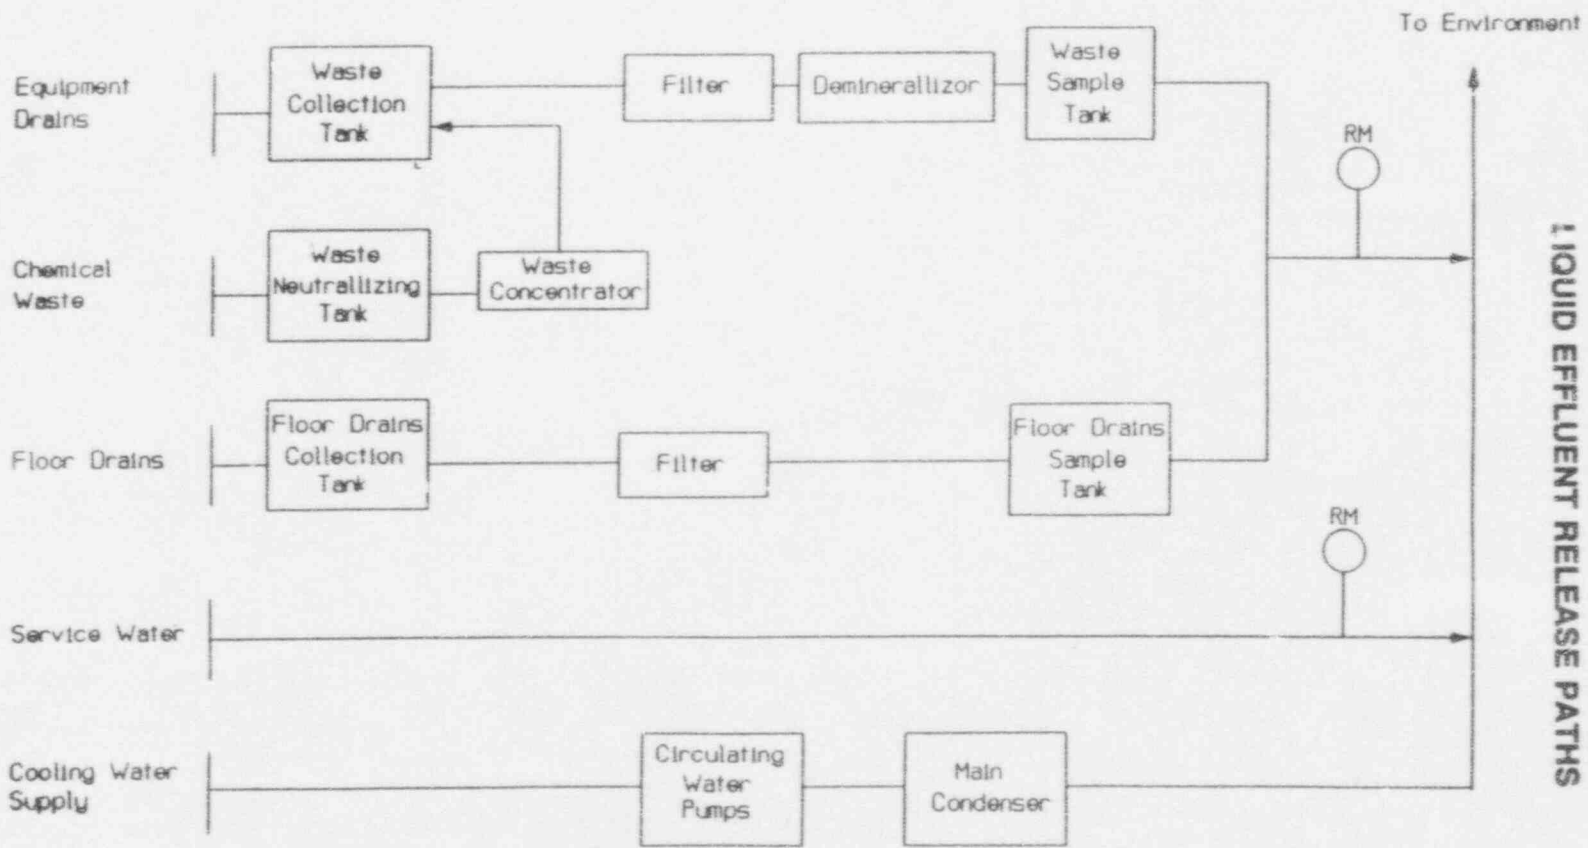 To Environment
Equipment
Drains
Waste
Collection
Tank
Filter
Deminerallizor
Waste
Sample
Tank
RM
Chemical
Waste
Waste
Neutrallizing
Tank
Waste
Concentrator
Floor Drains
Floor Drains
Collection
Tank
Filter
Floor Drains
Sample
Tank
RM
Service Water
Cooling Water
Supply
Circulating
Water
Pumps
Main
Condenser
LIQUID EFFLUENT RELEASE PATHS